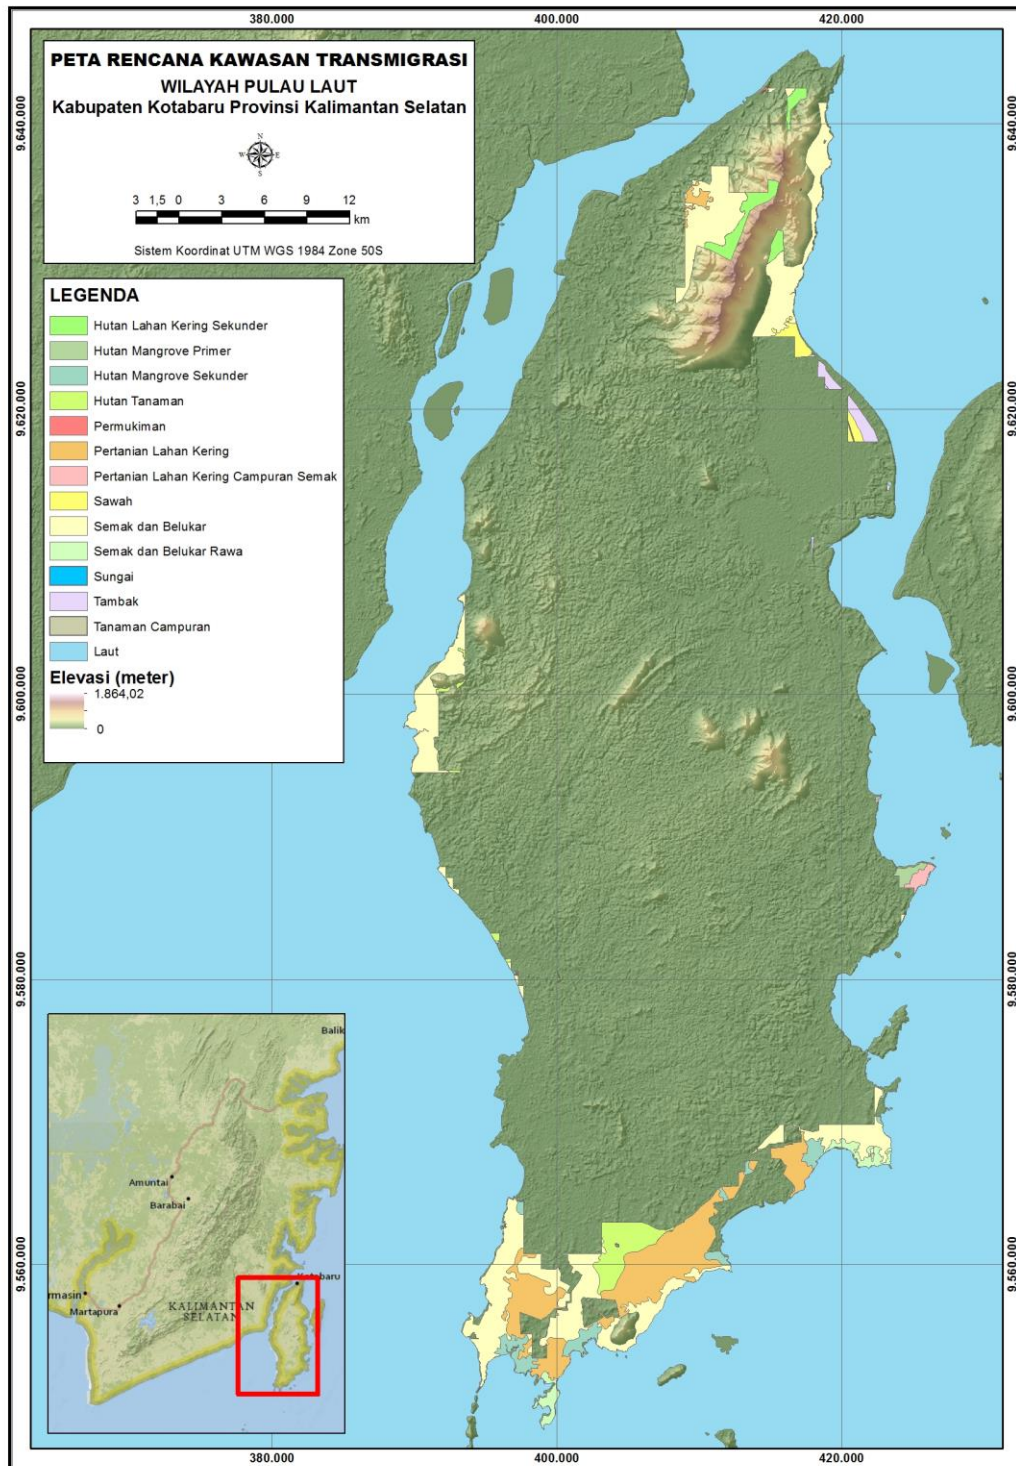 380.000
400.000
420.000
PETA RENCANA KAWASAN TRANSMIGRASI
WILAYAH PULAU LAUT
Kabupaten Kotabaru Provinsi Kalimantan Selatan
N
W E
S
3 1,5 0 3 6 9 12
km
Sistem Koordinat UTM WGS 1984 Zone 50S
LEGENDA
Hutan Lahan Kering Sekunder
Hutan Mangrove Primer
Hutan Mangrove Sekunder
Hutan Tanaman
Permukiman
Pertanian Lahan Kering
Pertanian Lahan Kering Campuran Semak
Sawah
Semak dan Belukar
Semak dan Belukar Rawa
Sungai
Tambak
Tanaman Campuran
Laut
Elevasi (meter)
1.864,02
0
9.640.000
9.640.000
9.620.000
9.620.000
9.600.000
9.600.000
9.580.000
9.580.000
9.560.000
9.560.000
Balik
Amuntai
Barabai
Kotabaru
rmasin
Martapura
KALIMANTAN
SELATAN
380.000
400.000
420.000